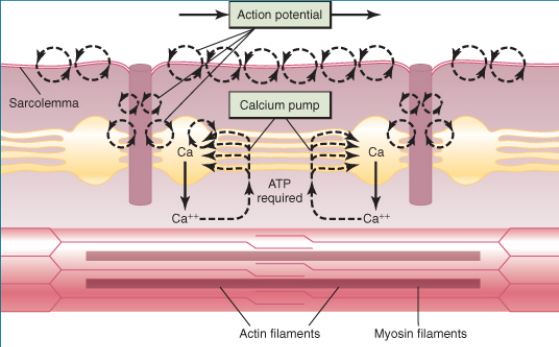 Action potential
Sarcolemma
Calcium pump
Ca
Ca
ATP
required
Ca++
Ca++
Actin filaments
Myosin filaments